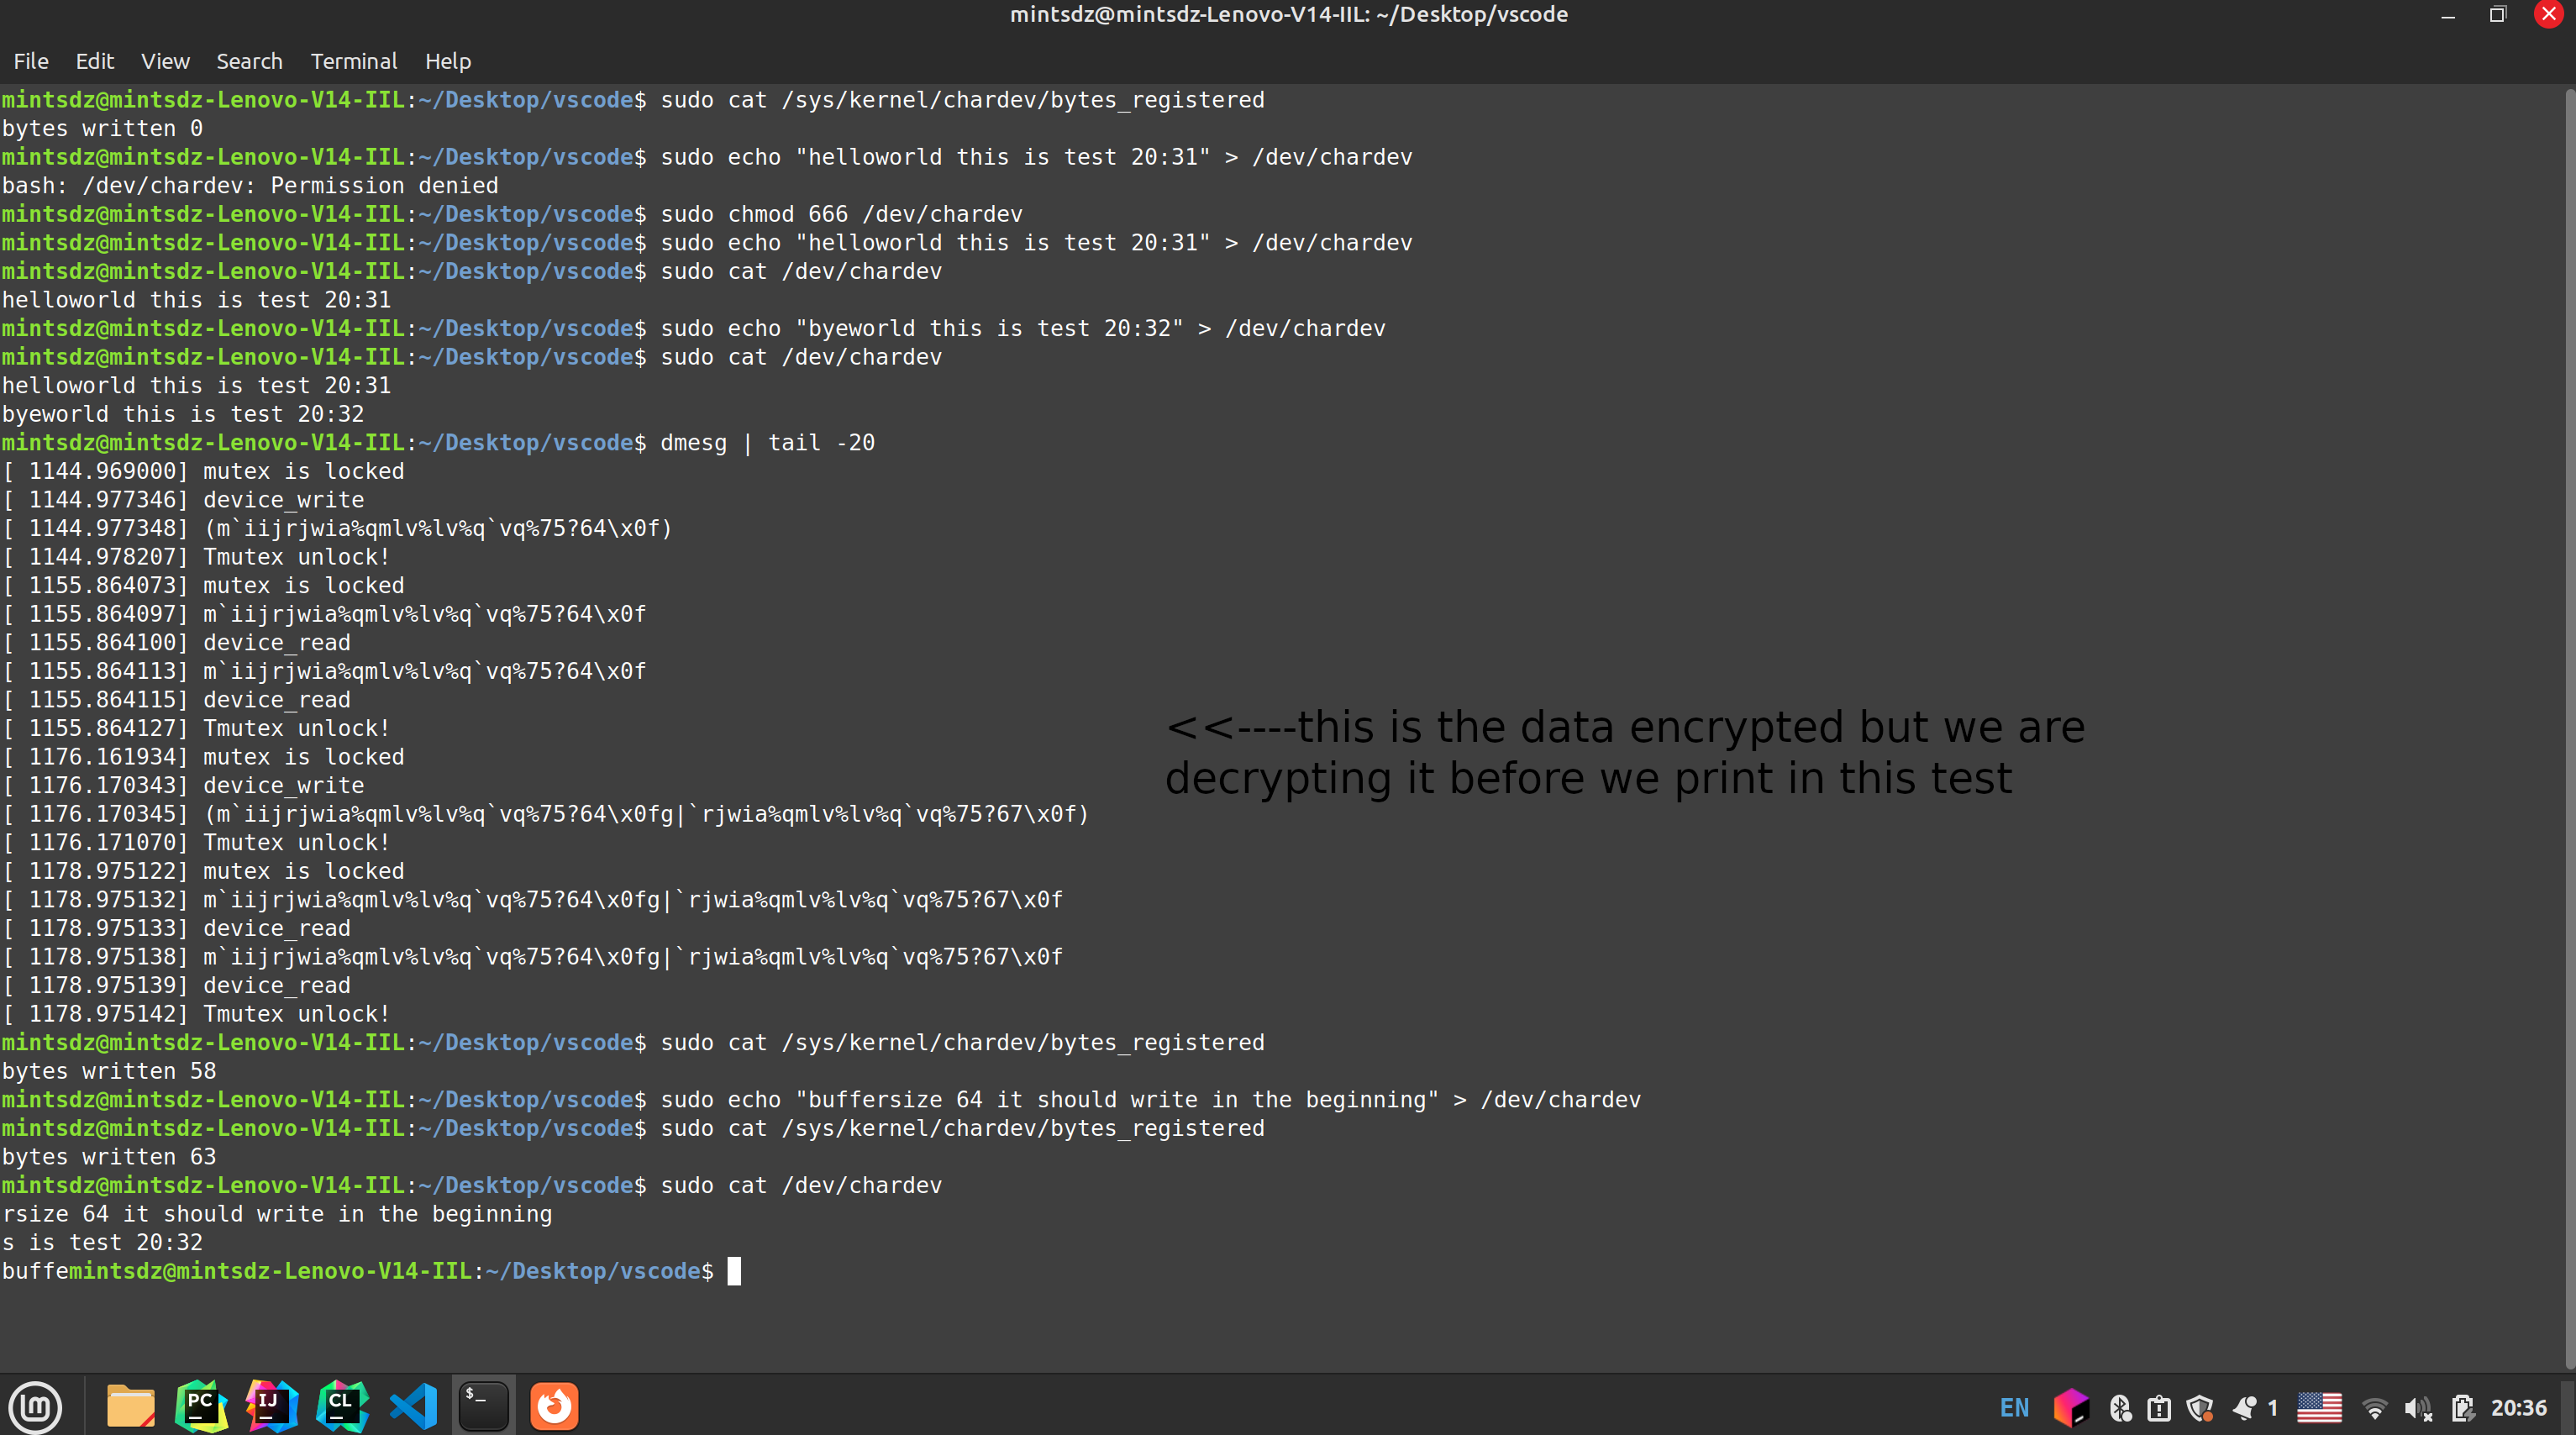 mintsdz@mintsdz-Lenovo-V14-IIL: ~/Desktop/vscode
File Edit View Search Terminal Help
mintsdz@mintsdz-Lenovo-V14-IIL:~/Desktop/vscode$ sudo cat /sys/kernel/chardev/bytes_registered
bytes written 0
mintsdz@mintsdz-Lenovo-V14-IIL:~/Desktop/vscode$ sudo echo "helloworld this is test 20:31" > /dev/chardev
bash: /dev/chardev: Permission denied
mintsdz@mintsdz-Lenovo-V14-IIL:~/Desktop/vscode$ sudo chmod 666 /dev/chardev
mintsdz@mintsdz-Lenovo-V14-IIL:~/Desktop/vscode$ sudo echo "helloworld this is test 20:31" > /dev/chardev
mintsdz@mintsdz-Lenovo-V14-IIL:~/Desktop/vscode$ sudo cat /dev/chardev
helloworld this is test 20:31
mintsdz@mintsdz-Lenovo-V14-IIL:~/Desktop/vscode$ sudo echo "byeworld this is test 20:32" > /dev/chardev
mintsdz@mintsdz-Lenovo-V14-IIL:~/Desktop/vscode$ sudo cat /dev/chardev
helloworld this is test 20:31
byeworld this is test 20:32
mintsdz@mintsdz-Lenovo-V14-IIL:~/Desktop/vscode$ dmesg | tail -20
[ 1144.969000] mutex is locked
[ 1144.977346] device_write
[ 1144.977348] (m`iijrjwia%qmlv%lv%q`vq%75?64\x0f)
[ 1144.978207] Tmutex unlock!
[ 1155.864073] mutex is locked
[ 1155.864097] m`iijrjwia%qmlv%lv%q`vq%75?64\x0f
[ 1155.864100] device_read
[ 1155.864113] m`iijrjwia%qmlv%lv%q`vq%75?64\x0f
[ 1155.864115] device_read
[ 1155.864127] Tmutex unlock!
[ 1176.161934] mutex is locked
[ 1176.170343] device_write
[ 1176.170345] (m`iijrjwia%qmlv%lv%q`vq%75?64\x0fg|`rjwia%qmlv%lv%q`vq%75?67\x0f)
[ 1176.171070] Tmutex unlock!
[ 1178.975122] mutex is locked
[ 1178.975132] m`iijrjwia%qmlv%lv%q`vq%75?64\x0fg|`rjwia%qmlv%lv%q`vq%75?67\x0f
[ 1178.975133] device_read
[ 1178.975138] m`iijrjwia%qmlv%lv%q`vq%75?64\x0fg|`rjwia%qmlv%lv%q`vq%75?67\x0f
[ 1178.975139] device_read
[ 1178.975142] Tmutex unlock!
<<----this is the data encrypted but we are
decrypting it before we print in this test
mintsdz@mintsdz-Lenovo-V14-IIL:~/Desktop/vscode$ sudo cat /sys/kernel/chardev/bytes_registered
bytes written 58
mintsdz@mintsdz-Lenovo-V14-IIL:~/Desktop/vscode$ sudo echo "buffersize 64 it should write in the beginning" > /dev/chardev
mintsdz@mintsdz-Lenovo-V14-IIL:~/Desktop/vscode$ sudo cat /sys/kernel/chardev/bytes_registered
bytes written 63
mintsdz@mintsdz-Lenovo-V14-IIL:~/Desktop/vscode$ sudo cat /dev/chardev
rsize 64 it should write in the beginning
s is test 20:32
buffemintsdz@mintsdz-Lenovo-V14-IIL:~/Desktop/vscode$
lm PC IJ CL $_ EN 1 20:36